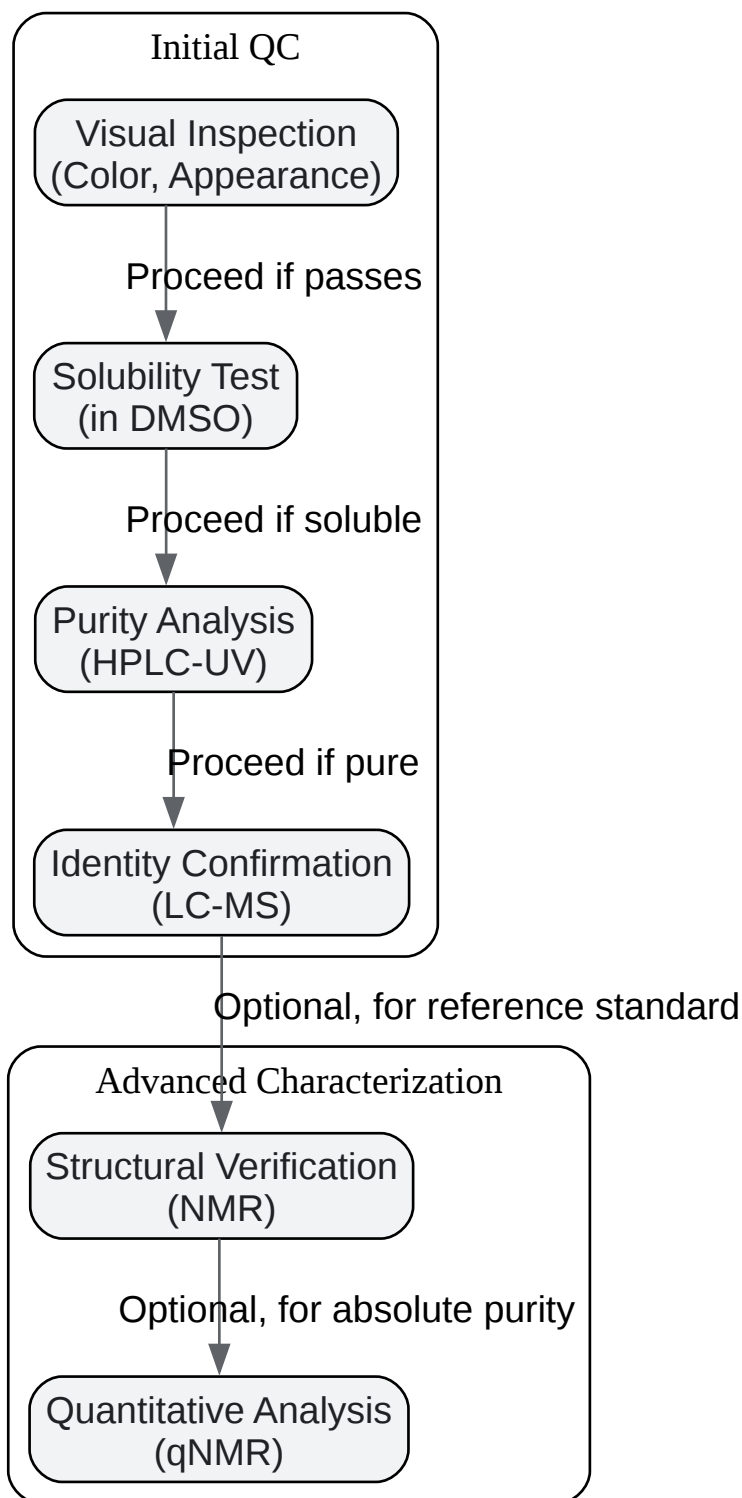 Initial QC
Visual Inspection
(Color, Appearance)
Proceed if passes
Solubility Test
(in DMSO)
Proceed if soluble
Purity Analysis
(HPLC-UV)
Proceed if pure
Identity Confirmation
(LC-MS)
Optional, for reference standard
Advanced Characterization
Structural Verification
(NMR)
Optional, for absolute purity
Quantitative Analysis
(qNMR)